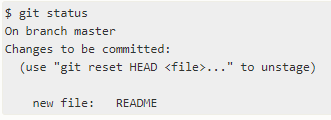 $ git status
On branch master
Changes to be committed:
  (use "git reset HEAD <file>..." to unstage)

    new file:   README